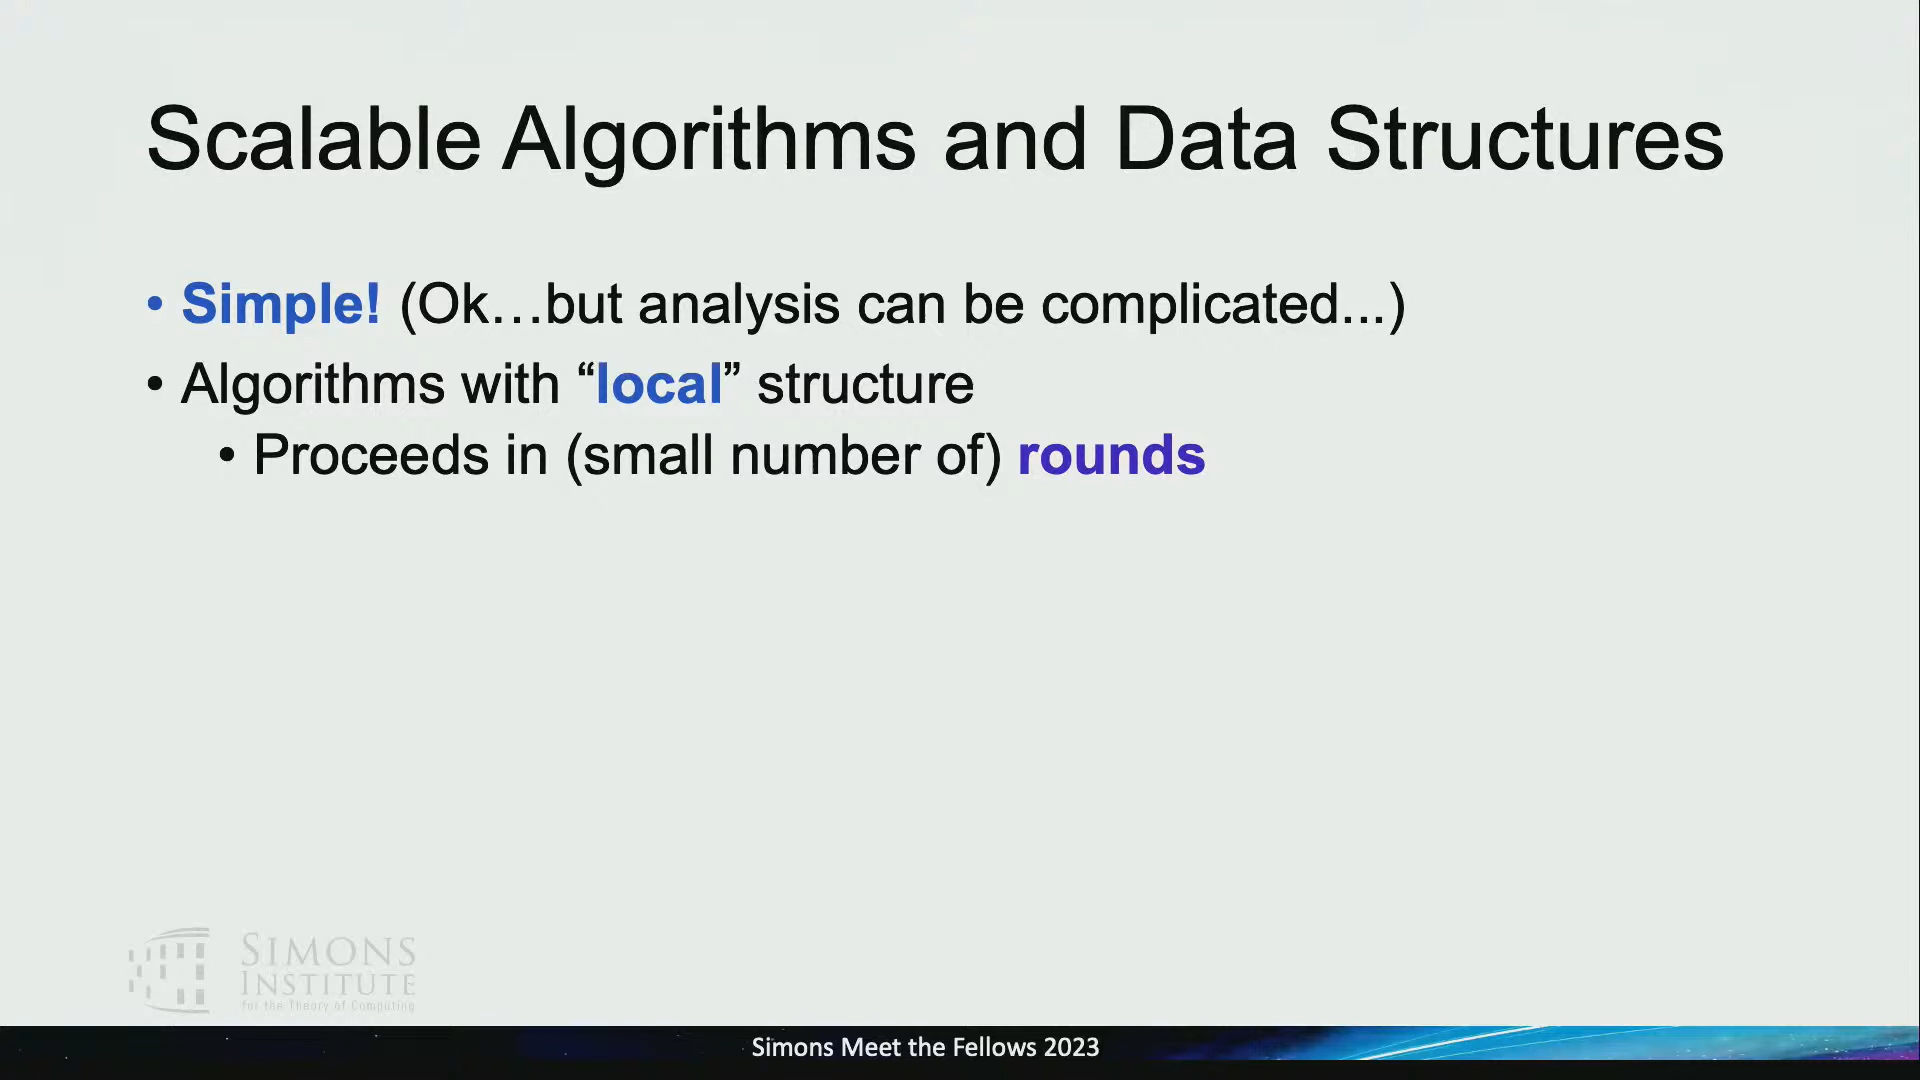 Scalable Algorithms and Data Structures
• Simple! (Ok…but analysis can be complicated...)
• Algorithms with “local” structure
• Proceeds in (small number of) rounds
SIMONS
INSTITUTE
for the Theory of Computing
Simons Meet the Fellows 2023